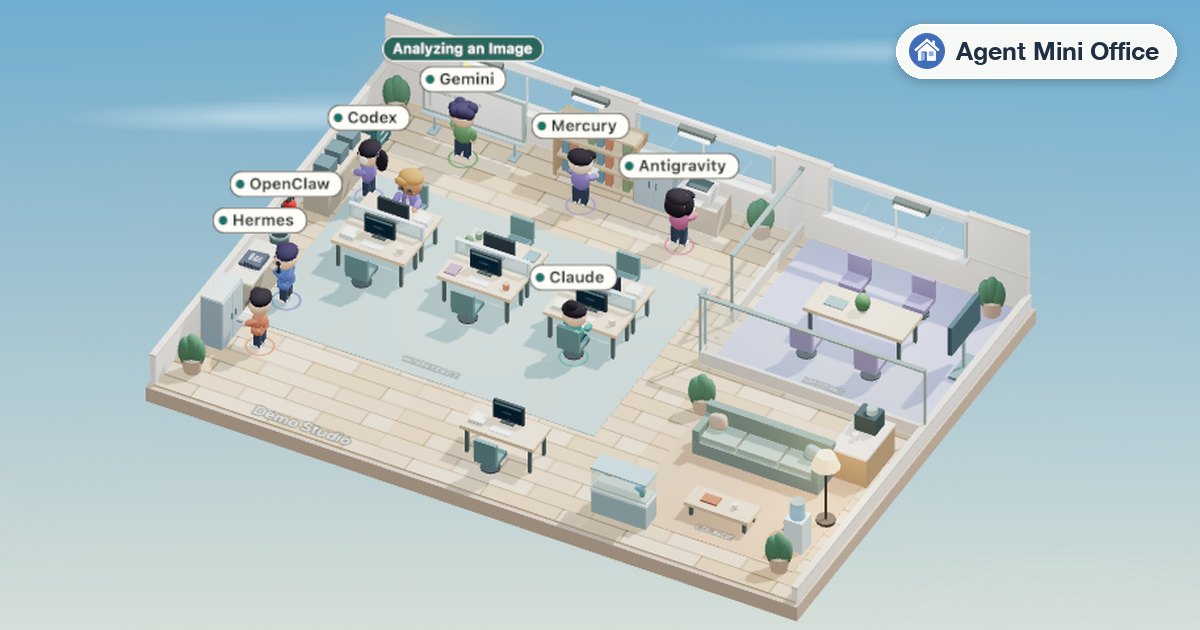 Analyzing an Image
Agent Mini Office
Gemini
Codex
Mercury
Antigravity
OpenClaw
Hermes
Claude
Demo Studio